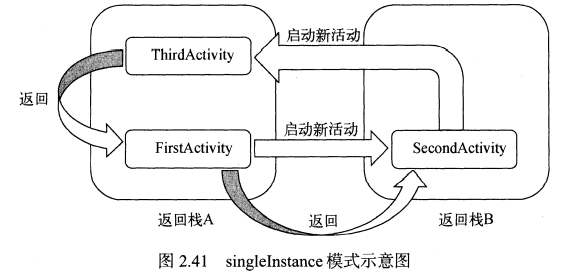 启动新活动
ThirdActivity
返回
启动新活动
FirstActivity
SecondActivity
返回栈A
返回
返回栈B
图 2.41 singleInstance 模式示意图